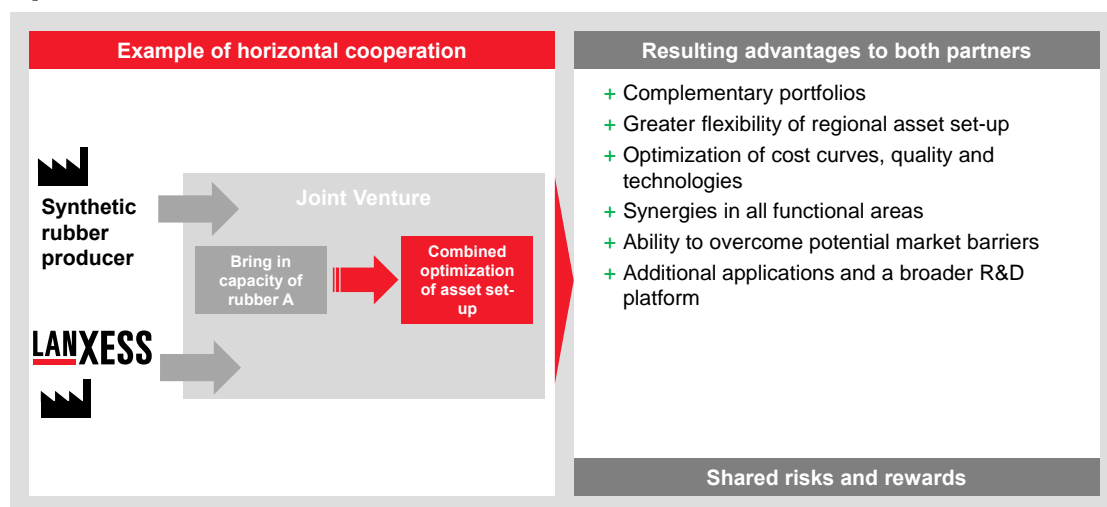 Example of horizontal cooperation
Synthetic
rubber
producer
LANXESS
Joint Venture
Bring in
capacity of
rubber A
Combined
optimization
of asset set-
up
Resulting advantages to both partners
+ Complementary portfolios
+ Greater flexibility of regional asset set-up
+ Optimization of cost curves, quality and
technologies
+ Synergies in all functional areas
+ Ability to overcome potential market barriers
+ Additional applications and a broader R&D
platform
Shared risks and rewards